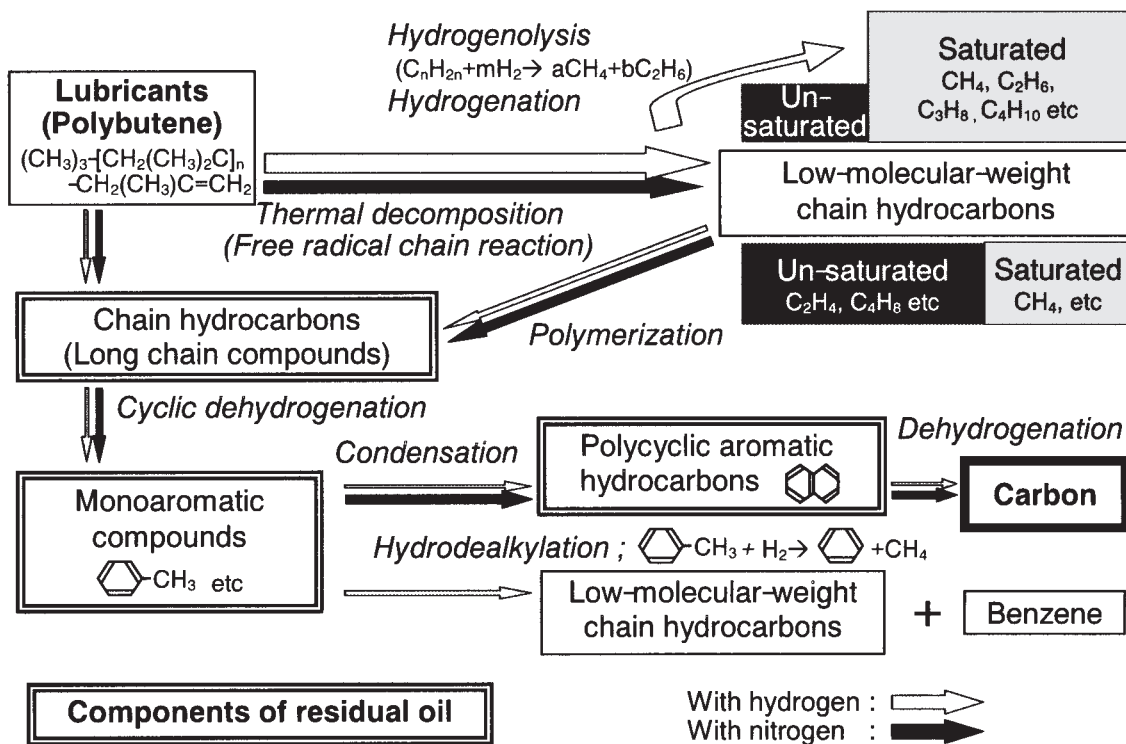 Hydrogenolysis
(CₙH₂ₙ+mH₂→ aCH₄+bC₂H₆)
Hydrogenation
Saturated
CH₄, C₂H₆,
C₃H₈, C₄H₁₀ etc
Un-
saturated
Lubricants
(Polybutene)
(CH₃)₃-[CH₂(CH₃)₂C]ₙ
-CH₂(CH₃)C=CH₂
Low-molecular-weight
chain hydrocarbons
Thermal decomposition
(Free radical chain reaction)
Un-saturated
C₂H₄, C₄H₈ etc
Saturated
CH₄, etc
Chain hydrocarbons
(Long chain compounds)
Polymerization
Cyclic dehydrogenation
Condensation
Polycyclic aromatic
hydrocarbons
Dehydrogenation
Carbon
Monoaromatic
compounds
-CH₃ etc
Hydrodealkylation ; -CH₃ + H₂→ +CH₄
Low-molecular-weight
chain hydrocarbons
+
Benzene
Components of residual oil
With hydrogen :
With nitrogen :